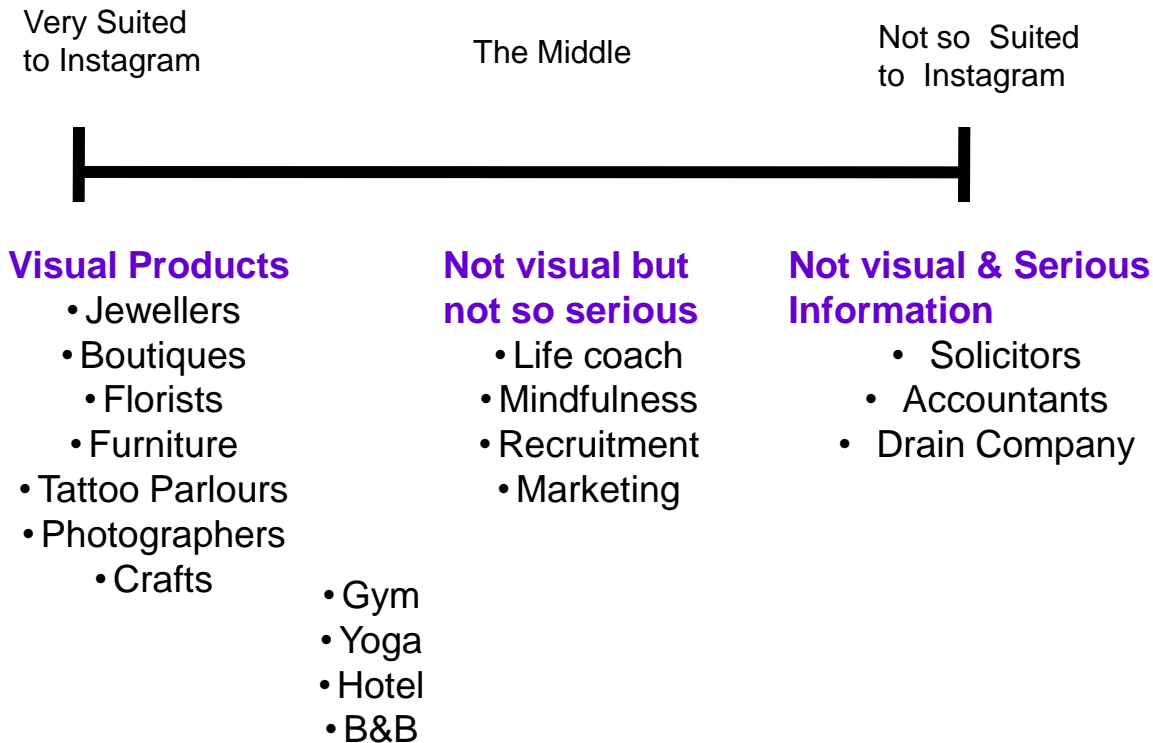 Very Suited
to Instagram
The Middle
Not so Suited
to Instagram
Visual Products
• Jewellers
• Boutiques
• Florists
• Furniture
• Tattoo Parlours
• Photographers
• Crafts
• Gym
• Yoga
• Hotel
• B&B
Not visual but
not so serious
• Life coach
• Mindfulness
• Recruitment
• Marketing
Not visual & Serious
Information
• Solicitors
• Accountants
• Drain Company